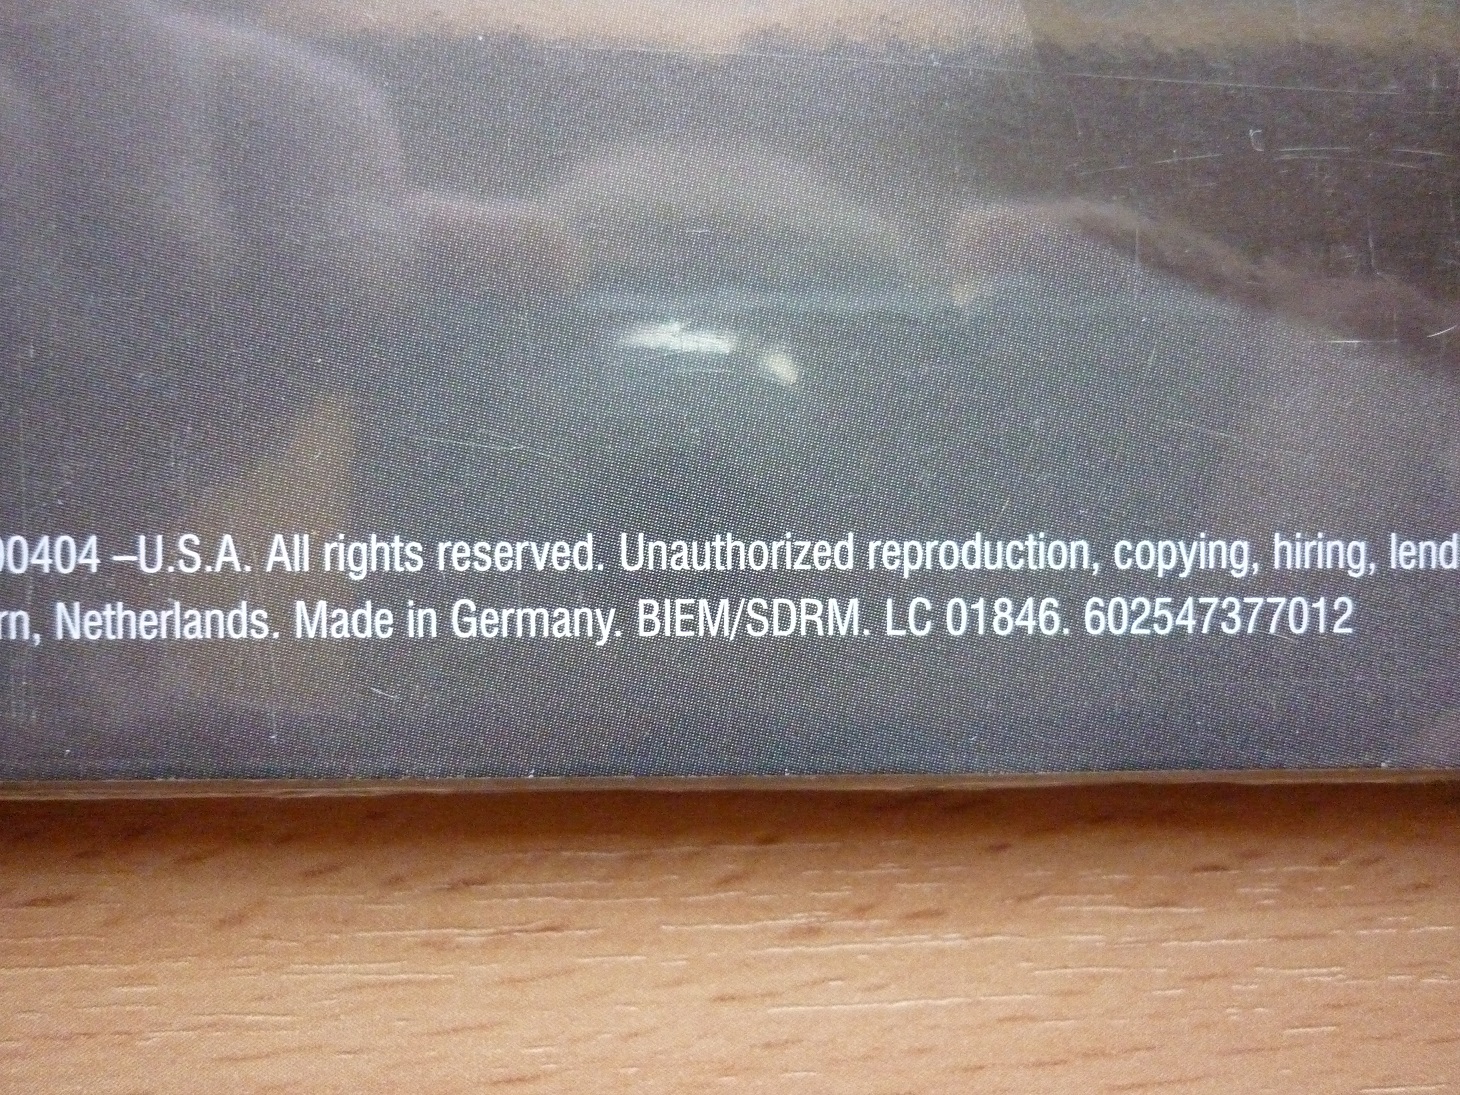 00404 –U.S.A. All rights reserved. Unauthorized reproduction, copying, hiring, lend
rn, Netherlands. Made in Germany. BIEM/SDRM. LC 01846. 602547377012